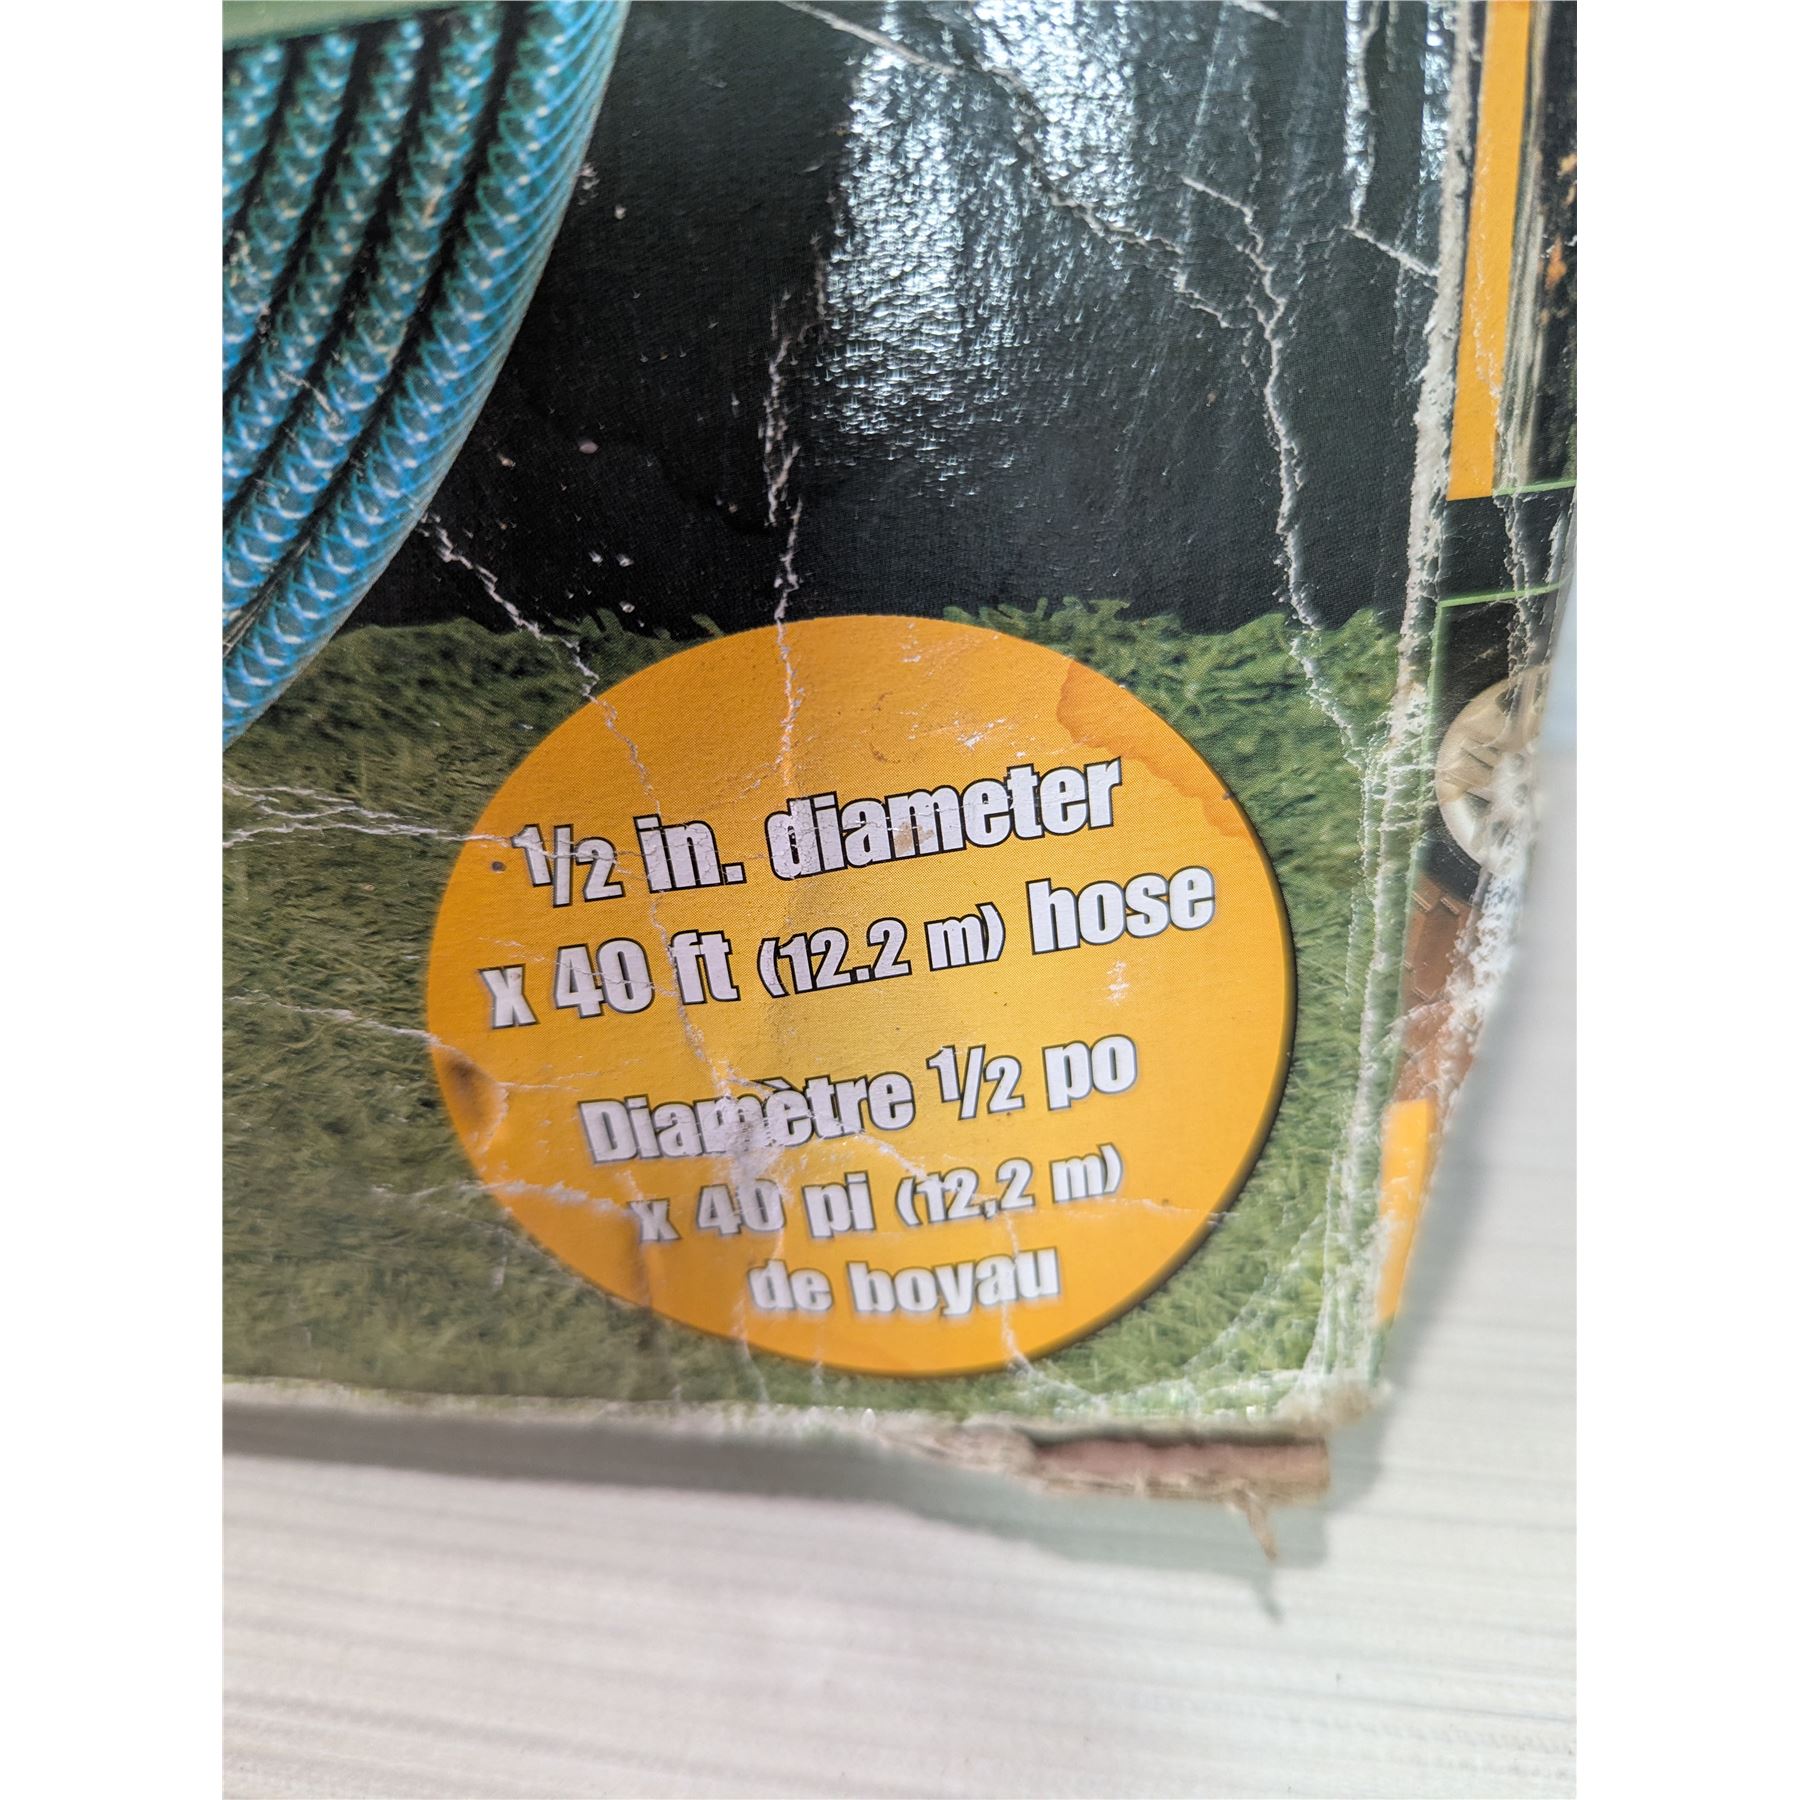 1/2 in. diameter
x 40 ft (12.2 m) hose
Diamètre 1/2 po
x 40 pi (12,2 m)
de boyau